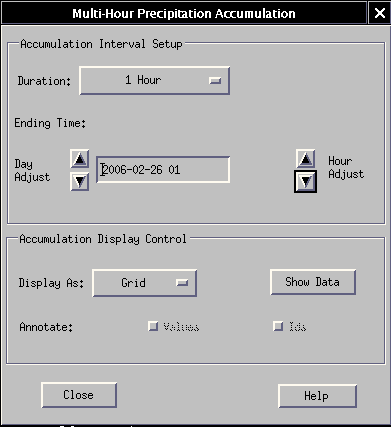 Multi-Hour Precipitation Accumulation
Accumulation Interval Setup
Duration: 1 Hour
Ending Time:
Day Adjust
2006-02-26 01
Hour Adjust
Accumulation Display Control
Display As: Grid
Show Data
Annotate: Values Ids
Close Help